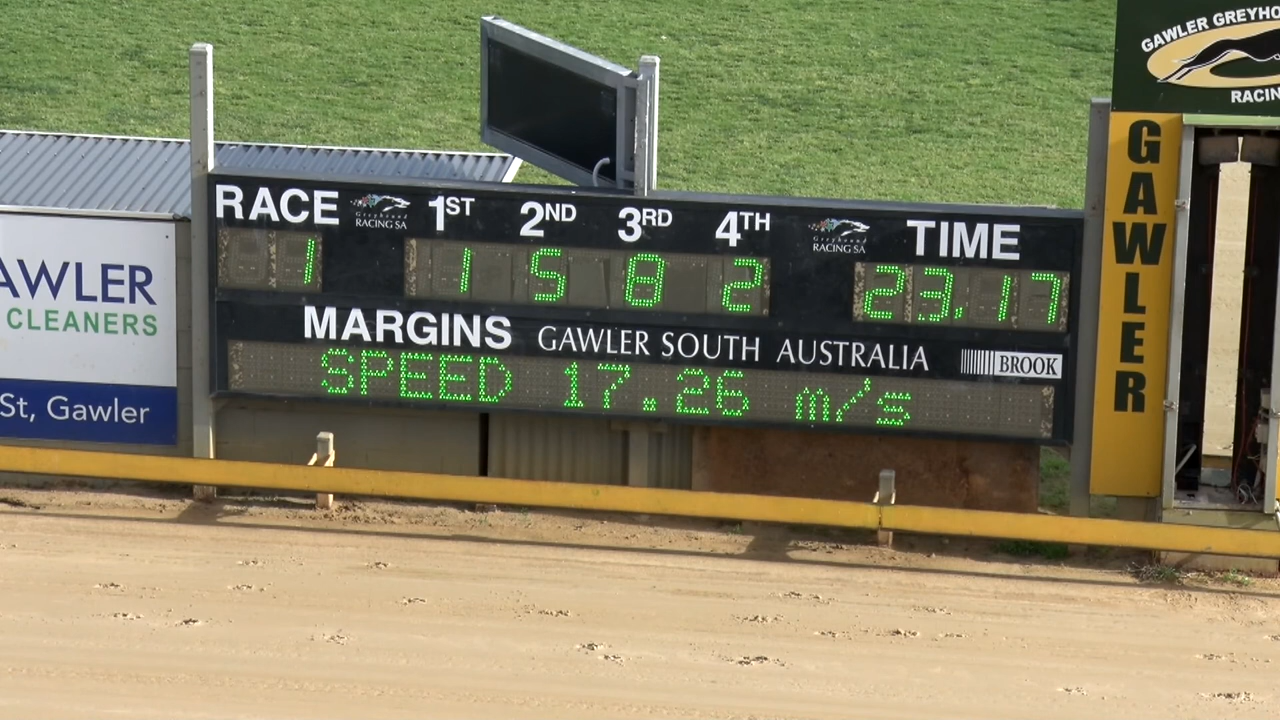 GAWLER GREYHO
RACIN
GAWLER
RACE
Greyhound
RACING SA
1ST 2ND 3RD 4TH
Greyhound
RACING SA
TIME
1 1 5 8 2 23.17
MARGINS GAWLER SOUTH AUSTRALIA BROOK
SPEED 17.26 m/s
AWLER
CLEANERS
St, Gawler